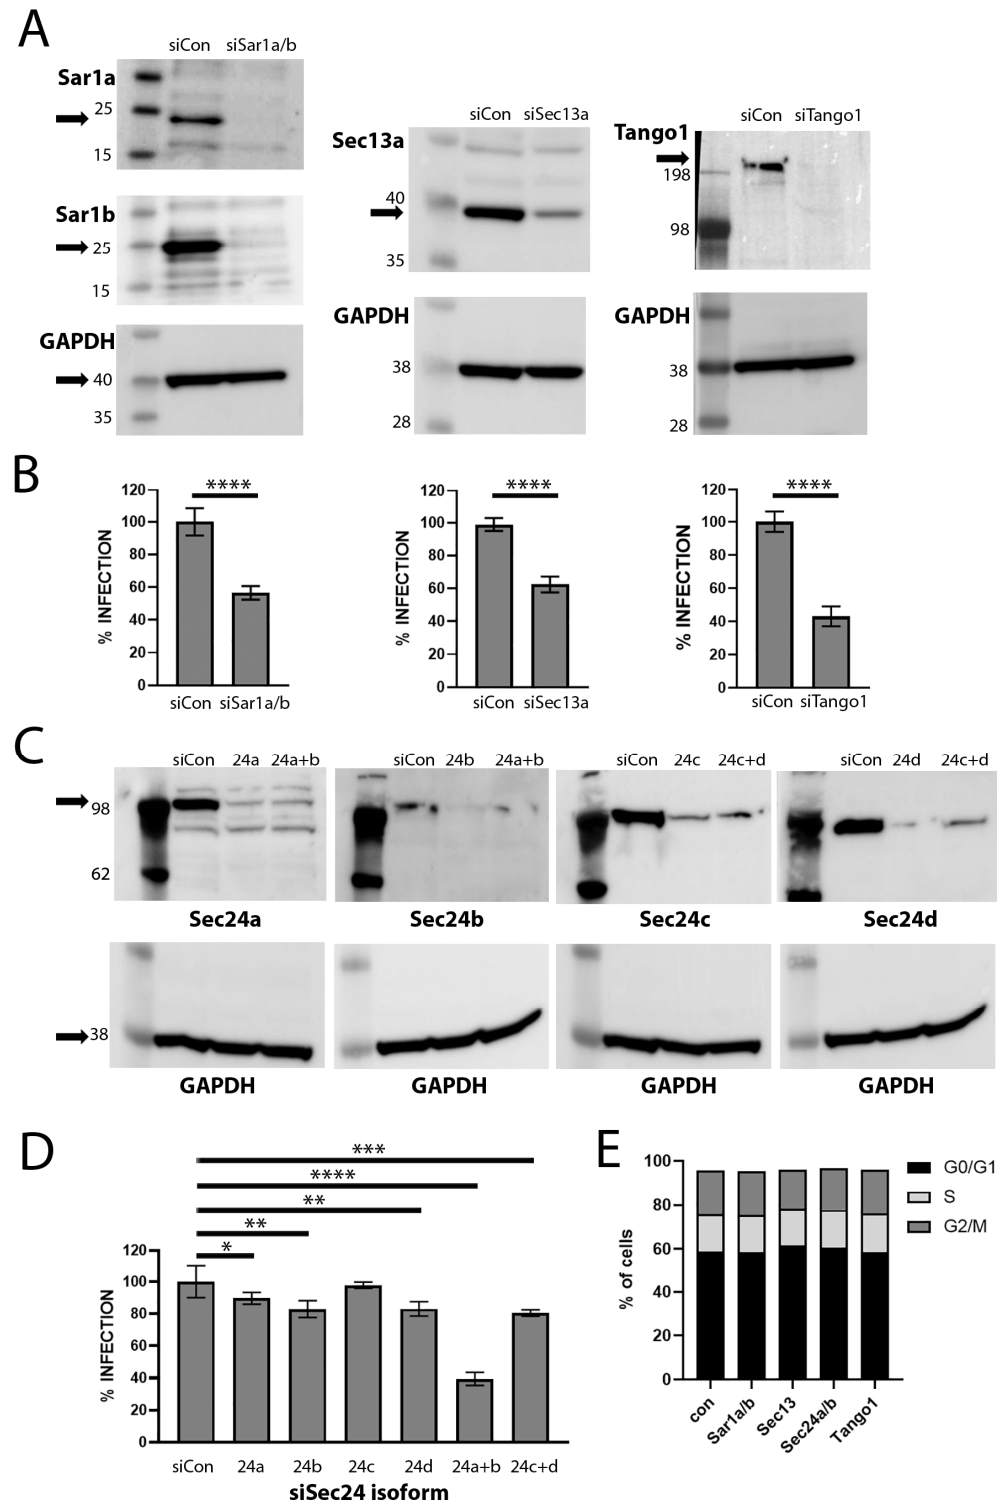 A
siCon siSar1a/b
Sar1a
25
15
Sar1b
25
15
GAPDH
40
35
siCon siSec13a
Sec13a
40
35
GAPDH
38
28
siCon siTango1
Tango1
198
98
GAPDH
38
28
B
****
120
100
80
60
40
20
0
% INFECTION
siCon siSar1a/b
****
120
100
80
60
40
20
0
% INFECTION
siCon siSec13a
****
120
100
80
60
40
20
0
% INFECTION
siCon siTango1
C
siCon 24a 24a+b
98
62
Sec24a
siCon 24b 24a+b
Sec24b
siCon 24c 24c+d
Sec24c
siCon 24d 24c+d
Sec24d
38
GAPDH GAPDH GAPDH GAPDH
D
***
****
**
**
*
120
100
80
60
40
20
0
% INFECTION
siCon 24a 24b 24c 24d 24a+b 24c+d
siSec24 isoform
E
100
80
60
40
20
0
% of cells
con Sar1a/b Sec13 Sec24a/b Tango1
G0/G1
S
G2/M